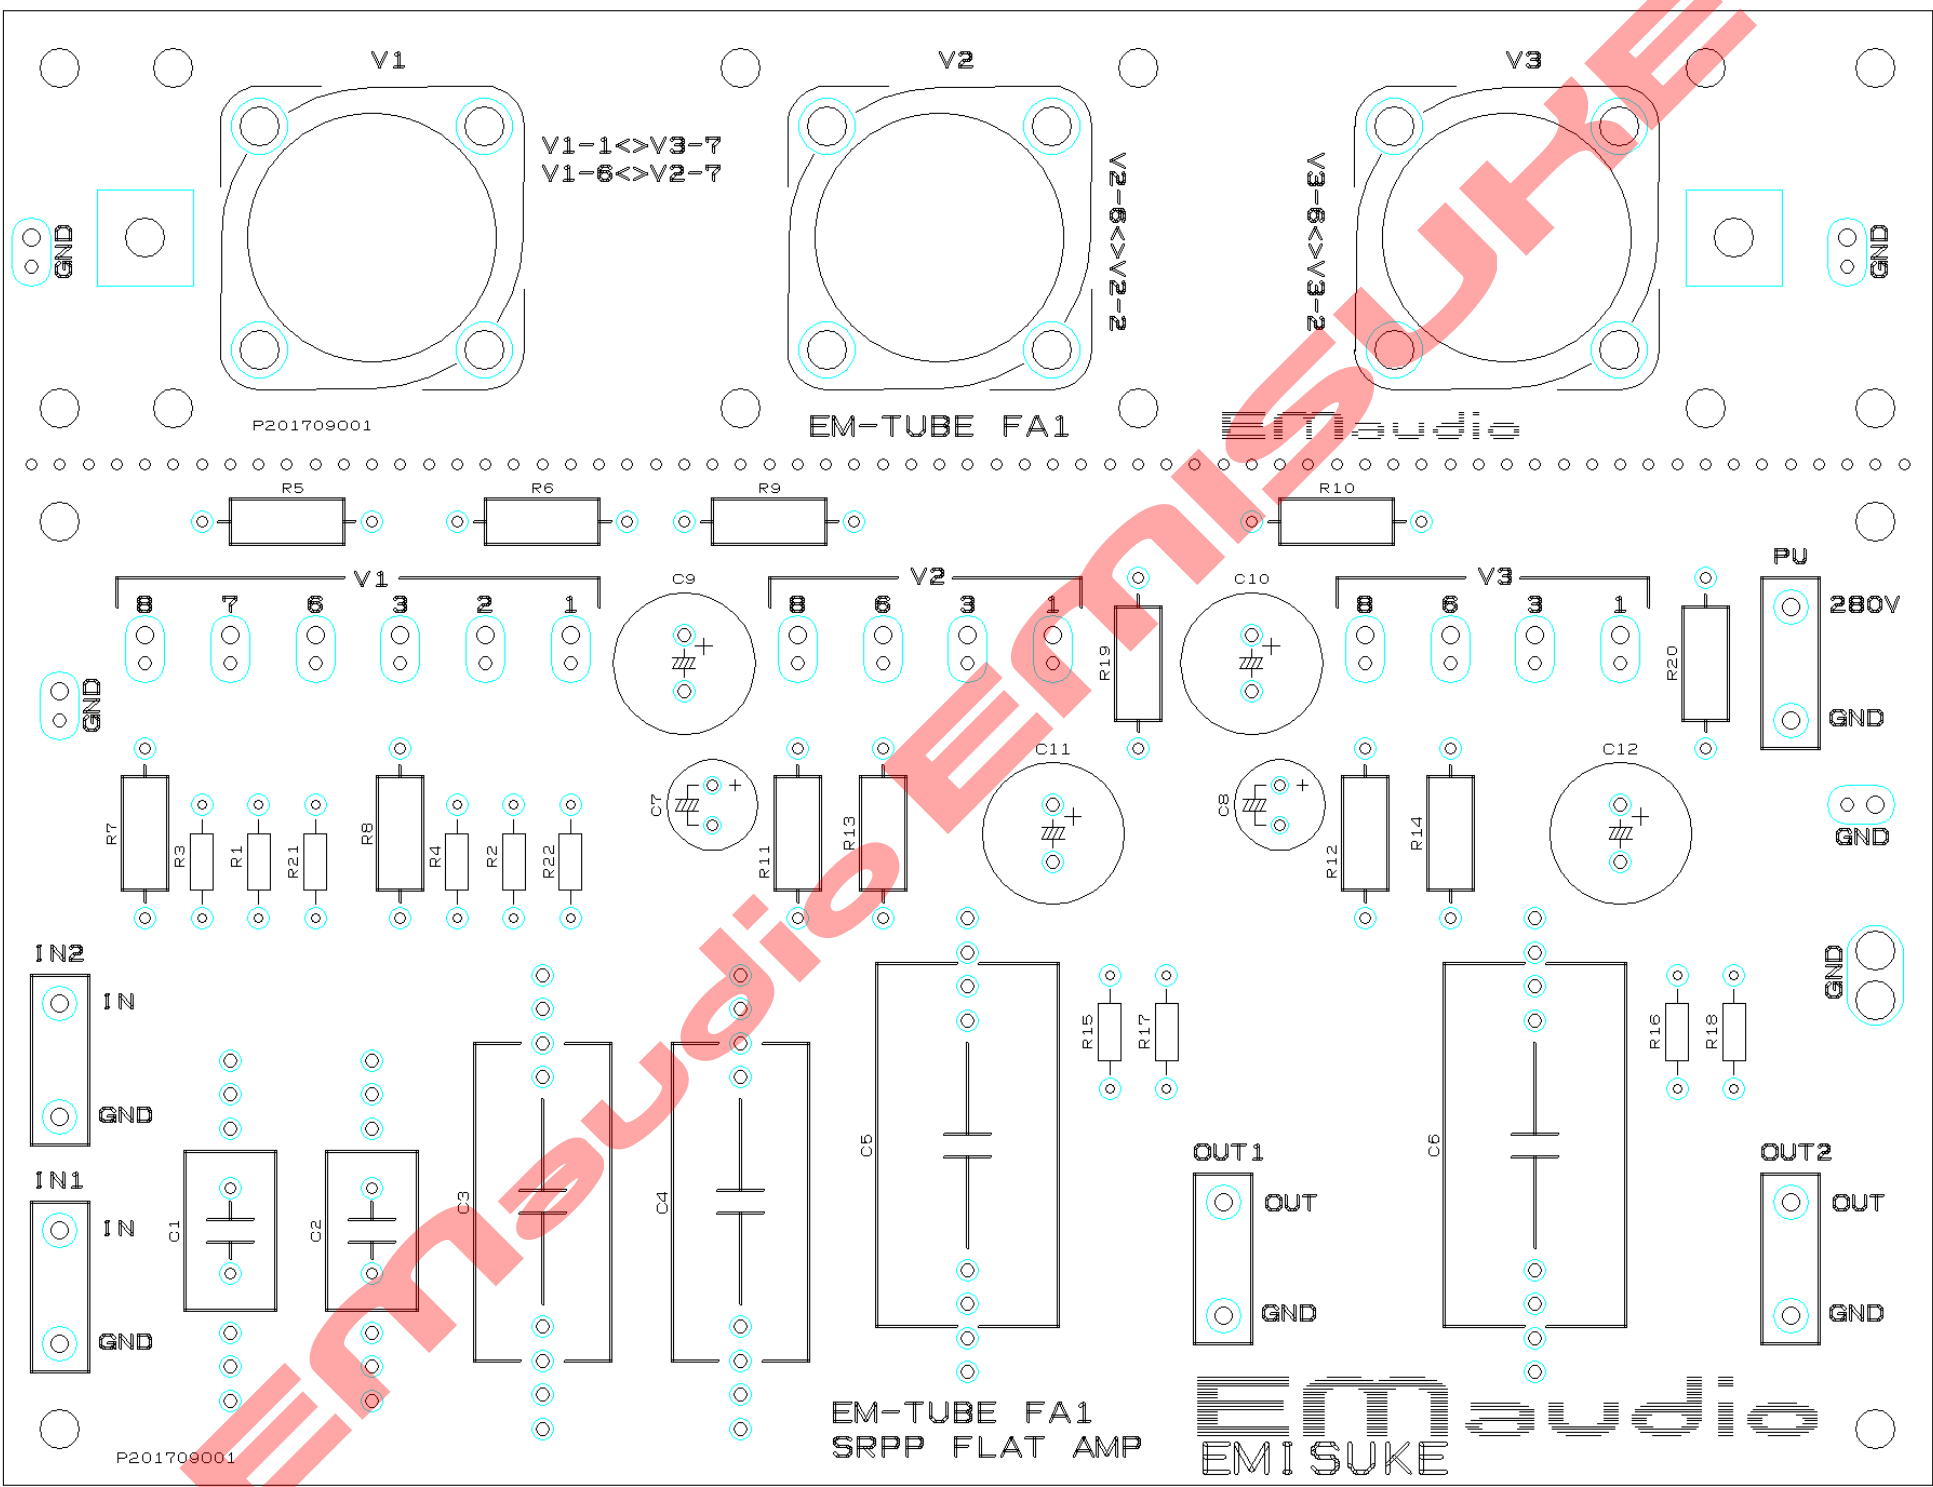 V1
V2
V3
V1-1<>V3-7
V1-6<>V2-7
V2-6<>V2-2
V3-6<>V3-2
GND
GND
P201709001
EM-TUBE FA1
EMaudio
R5
R6
R9
R10
V1
8 7 6 3 2 1
C9
V2
8 6 3 1
R19
C10
V3
8 6 3 1
R20
PV
280V
GND
GND
R7
R3
R1
R21
R8
R4
R2
R22
C7
R11
R13
C11
C8
R12
R14
C12
GND
GND
IN2
IN
GND
IN1
IN
GND
C1
C2
C3
C4
C5
R15
R17
C6
R16
R18
OUT1
OUT
GND
OUT2
OUT
GND
P201709001
EM-TUBE FA1
SRPP FLAT AMP
EMaudio
EMISUKE
Emaudio EmiSUKE